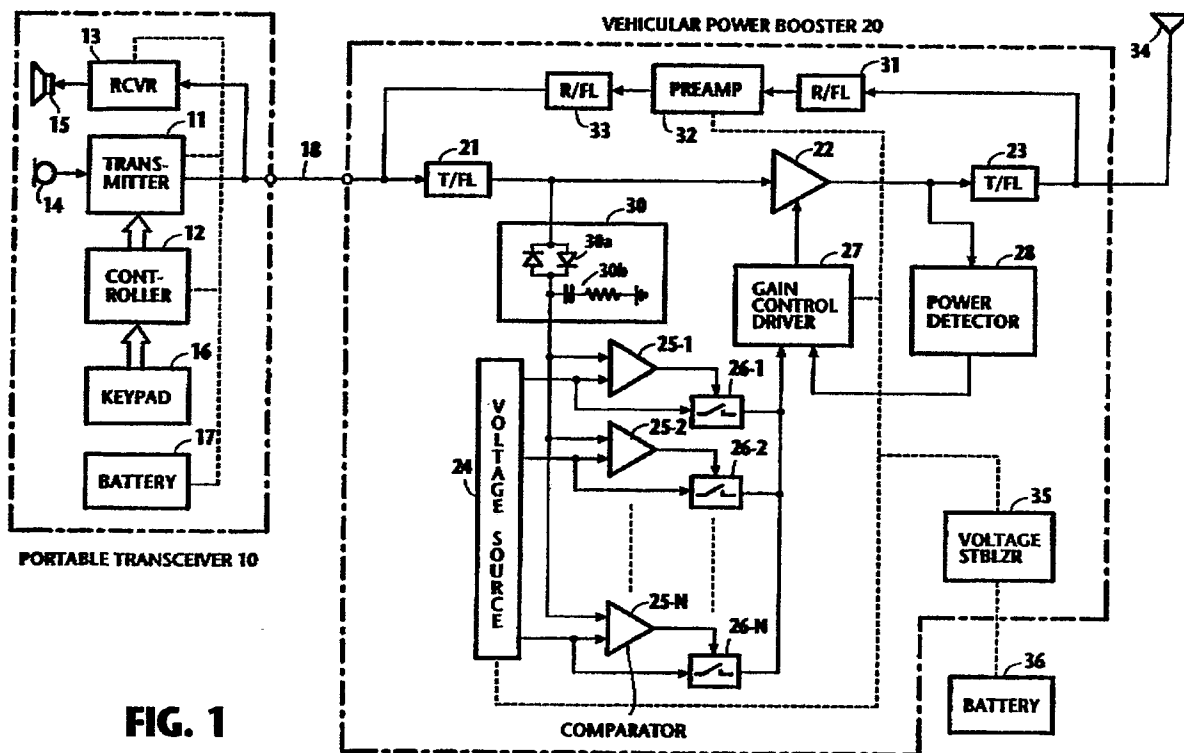 VEHICULAR POWER BOOSTER 20
34
13
RCVR
15
11
TRANS-
MITTER
14
12
CONT-
ROLLER
16
KEYPAD
17
BATTERY
PORTABLE TRANSCEIVER 10
18
R/FL
33
PREAMP
32
31
R/FL
21
T/FL
22
23
T/FL
30
30a
30b
27
GAIN
CONTROL
DRIVER
28
POWER
DETECTOR
24
VOLTAGE SOURCE
25-1
26-1
25-2
26-2
25-N
26-N
COMPARATOR
35
VOLTAGE
STBLZR
36
BATTERY
FIG. 1